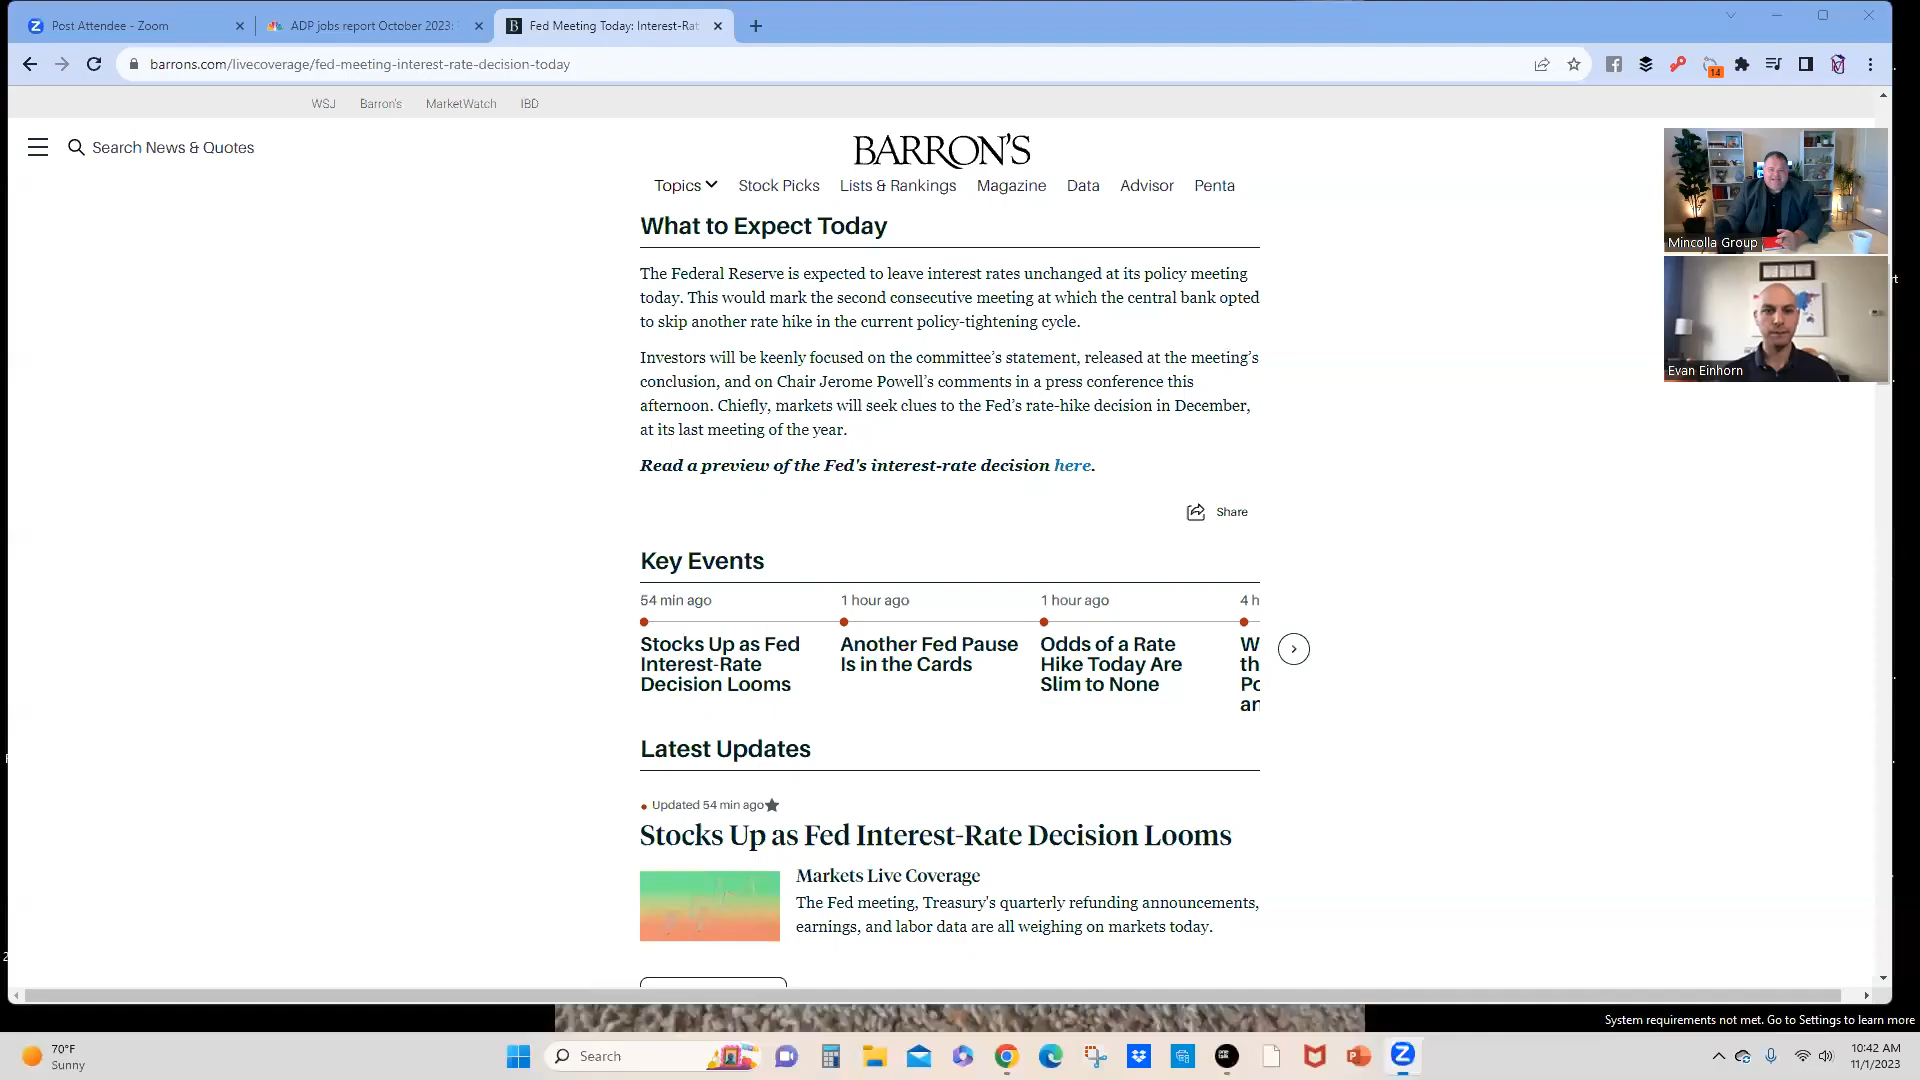 Post Attendee - Zoom
ADP jobs report October 2023:
Fed Meeting Today: Interest-Rat
barrons.com/livecoverage/fed-meeting-interest-rate-decision-today
14
WSJ Barron's MarketWatch IBD
Search News & Quotes
BARRON'S
Topics Stock Picks Lists & Rankings Magazine Data Advisor Penta
What to Expect Today
The Federal Reserve is expected to leave interest rates unchanged at its policy meeting
today. This would mark the second consecutive meeting at which the central bank opted
to skip another rate hike in the current policy-tightening cycle.
Investors will be keenly focused on the committee's statement, released at the meeting's
conclusion, and on Chair Jerome Powell's comments in a press conference this
afternoon. Chiefly, markets will seek clues to the Fed's rate-hike decision in December,
at its last meeting of the year.
Read a preview of the Fed's interest-rate decision here.
Share
Mincolla Group
Evan Einhorn
Key Events
54 min ago
Stocks Up as Fed
Interest-Rate
Decision Looms
1 hour ago
Another Fed Pause
Is in the Cards
1 hour ago
Odds of a Rate
Hike Today Are
Slim to None
4 h
W
th
Po
an
Latest Updates
Updated 54 min ago
Stocks Up as Fed Interest-Rate Decision Looms
Markets Live Coverage
The Fed meeting, Treasury's quarterly refunding announcements,
earnings, and labor data are all weighing on markets today.
System requirements not met. Go to Settings to learn more
70°F
Sunny
Search
10:42 AM
11/1/2023